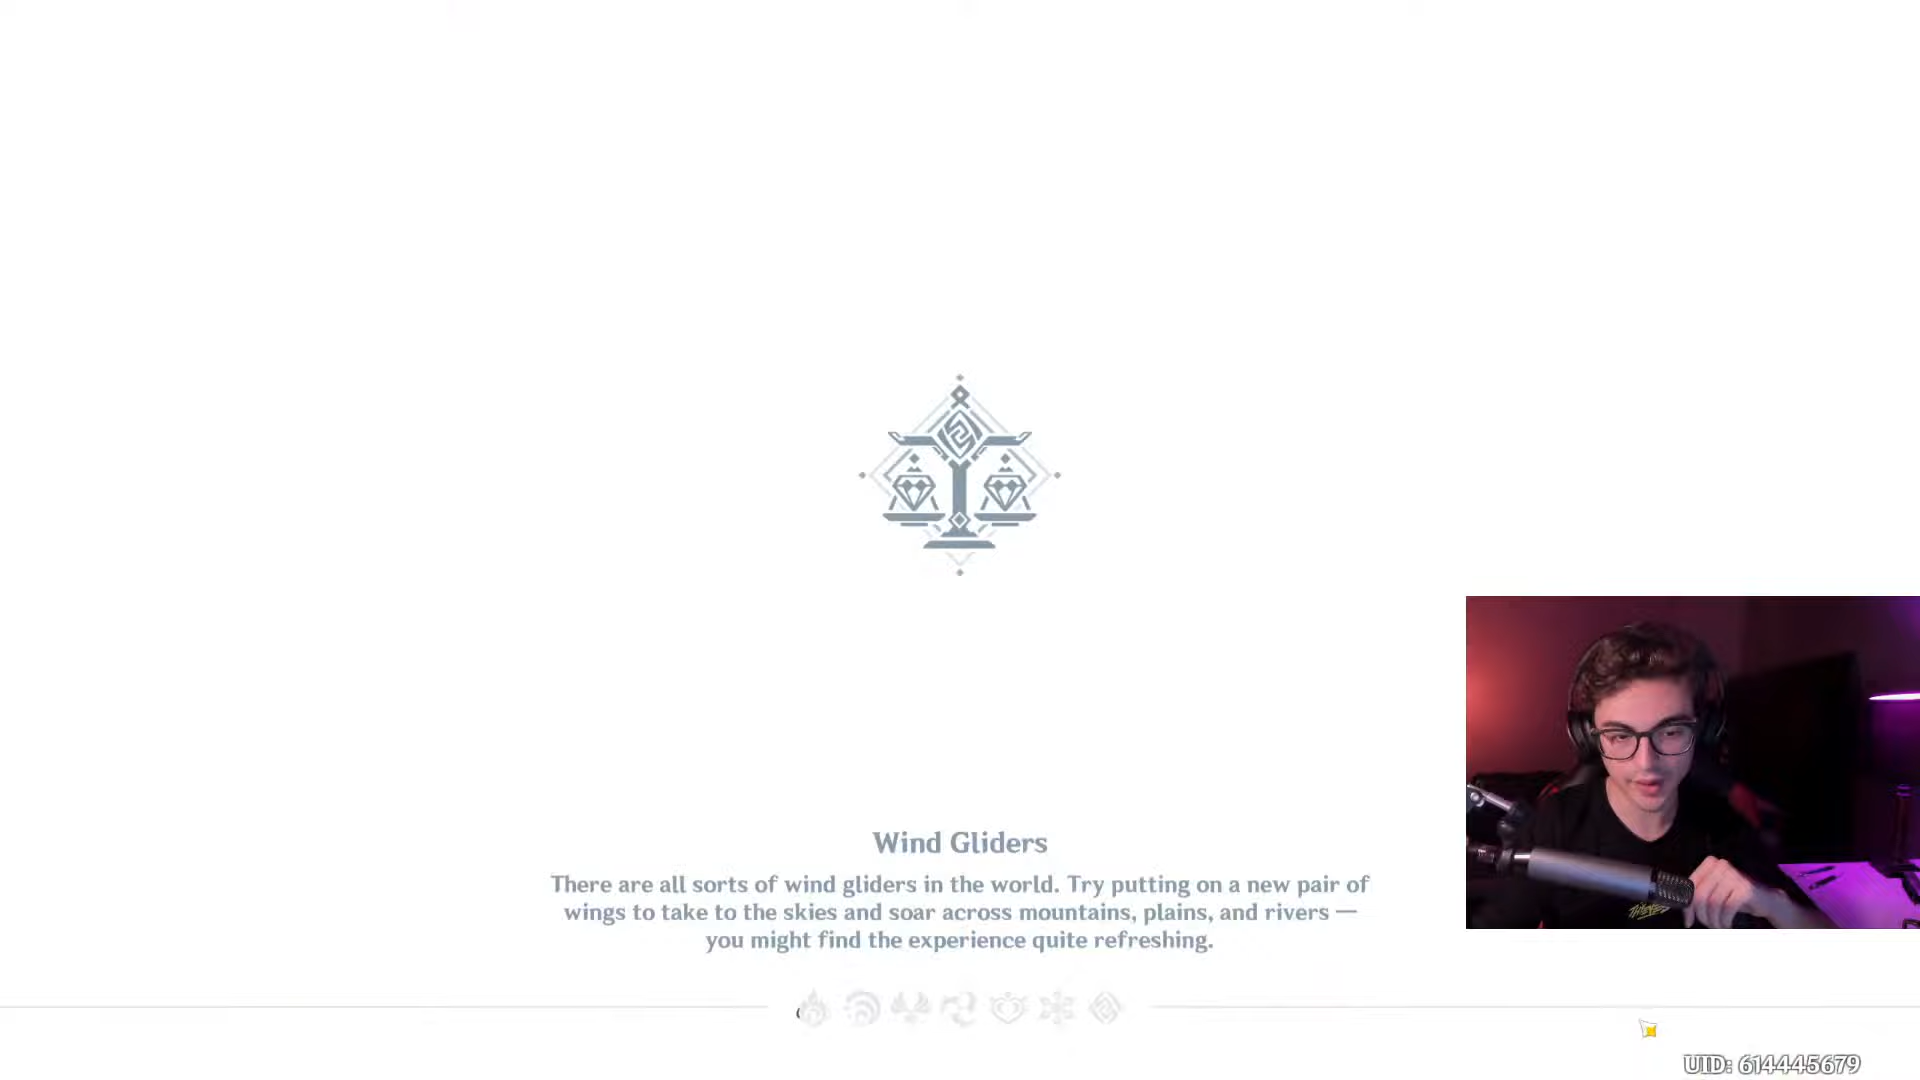 Wind Gliders
There are all sorts of wind gliders in the world. Try putting on a new pair of
wings to take to the skies and soar across mountains, plains, and rivers —
you might find the experience quite refreshing.
UID: 614445679